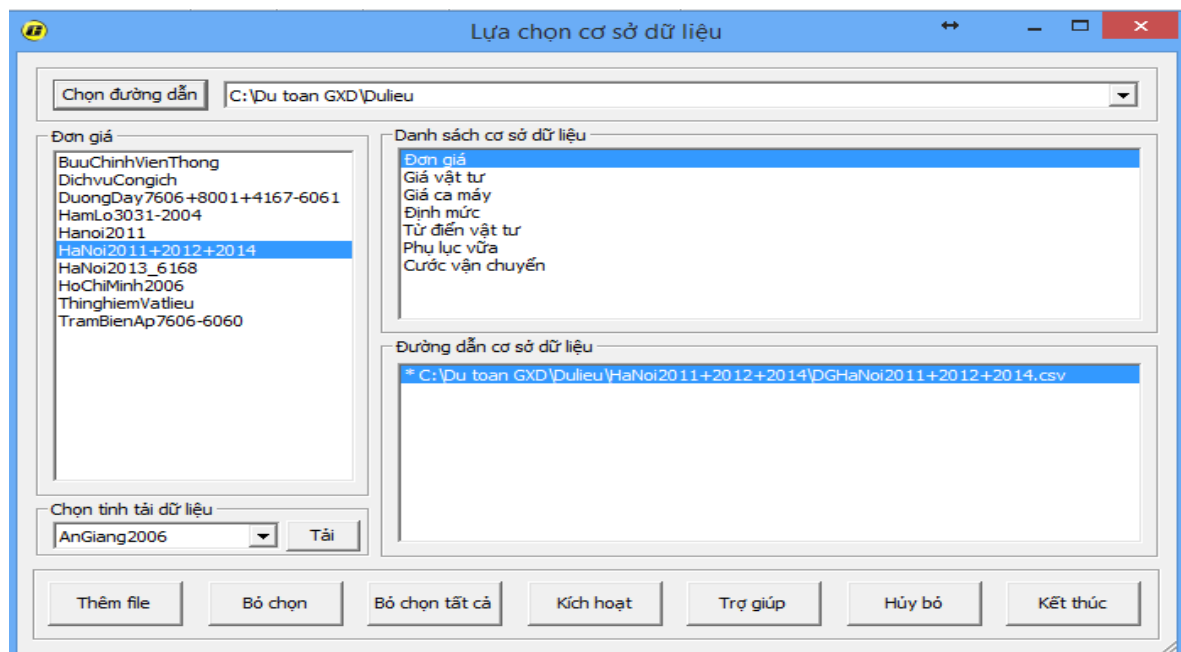 Lựa chọn cơ sở dữ liệu
Chọn đường dẫn
C:\Du toan GXD\Dulieu
Đơn giá
BuuChinhVienThong
DichvuCongich
DuongDay7606+8001+4167-6061
HamLo3031-2004
Hanoi2011
HaNoi2011+2012+2014
HaNoi2013_6168
HoChiMinh2006
ThinghiemVatlieu
TramBienAp7606-6060
Danh sách cơ sở dữ liệu
Đơn giá
Giá vật tư
Giá ca máy
Định mức
Từ điển vật tư
Phụ lục vữa
Cước vận chuyển
Đường dẫn cơ sở dữ liệu
* C:\Du toan GXD\Dulieu\HaNoi2011+2012+2014\DGHaNoi2011+2012+2014.csv
Chọn tỉnh tải dữ liệu
AnGiang2006
Tải
Thêm file
Bỏ chọn
Bỏ chọn tất cả
Kích hoạt
Trợ giúp
Hủy bỏ
Kết thúc